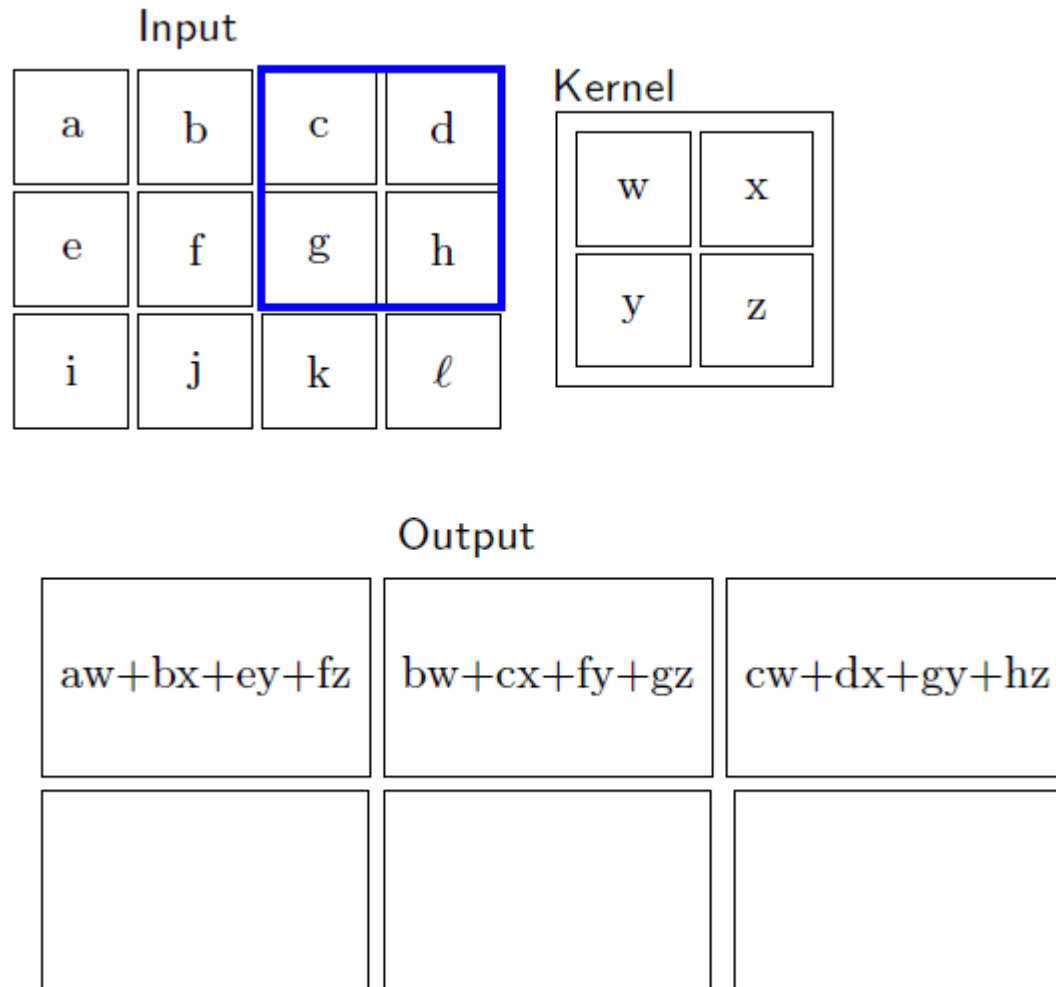 Input
Kernel
a b c d
e f g h
i j k ℓ
w x
y z
Output
aw+bx+ey+fz bw+cx+fy+gz cw+dx+gy+hz